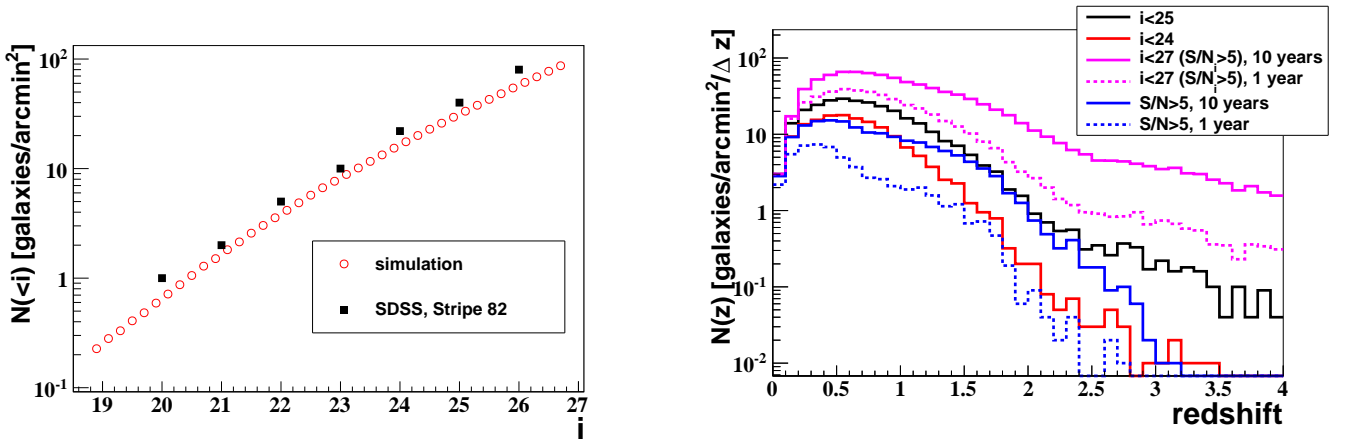 N(<i) [galaxies/arcmin²]
10²
10
1
10⁻¹
simulation
SDSS, Stripe 82
19 20 21 22 23 24 25 26 27
i
N(z) [galaxies/arcmin²/Δ z]
10²
10
1
10⁻¹
10⁻²
i<25
i<24
i<27 (S/Nᵢ>5), 10 years
i<27 (S/Nᵢ>5), 1 year
S/N>5, 10 years
S/N>5, 1 year
0 0.5 1 1.5 2 2.5 3 3.5 4
redshift